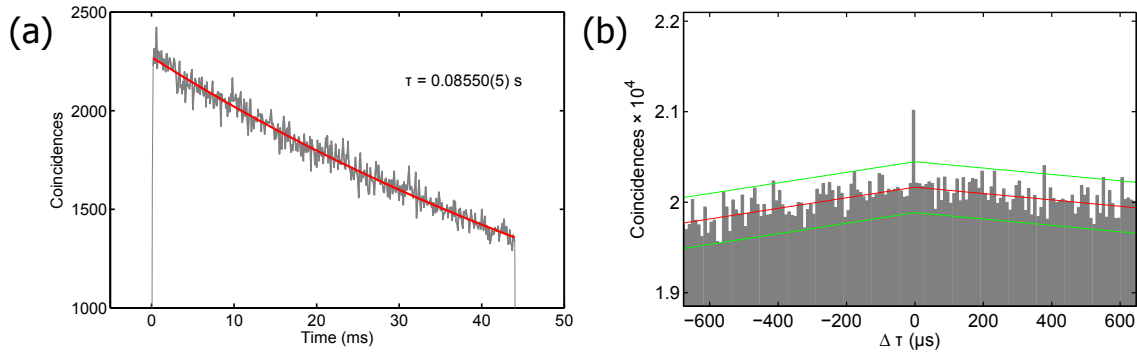 (a)
2500
2000
1500
1000
Coincidences
τ = 0.08550(5) s
0 10 20 30 40 50
Time (ms)
(b)
2.2
2.1
2
1.9
Coincidences × 10⁴
−600 −400 −200 0 200 400 600
Δ τ (µs)